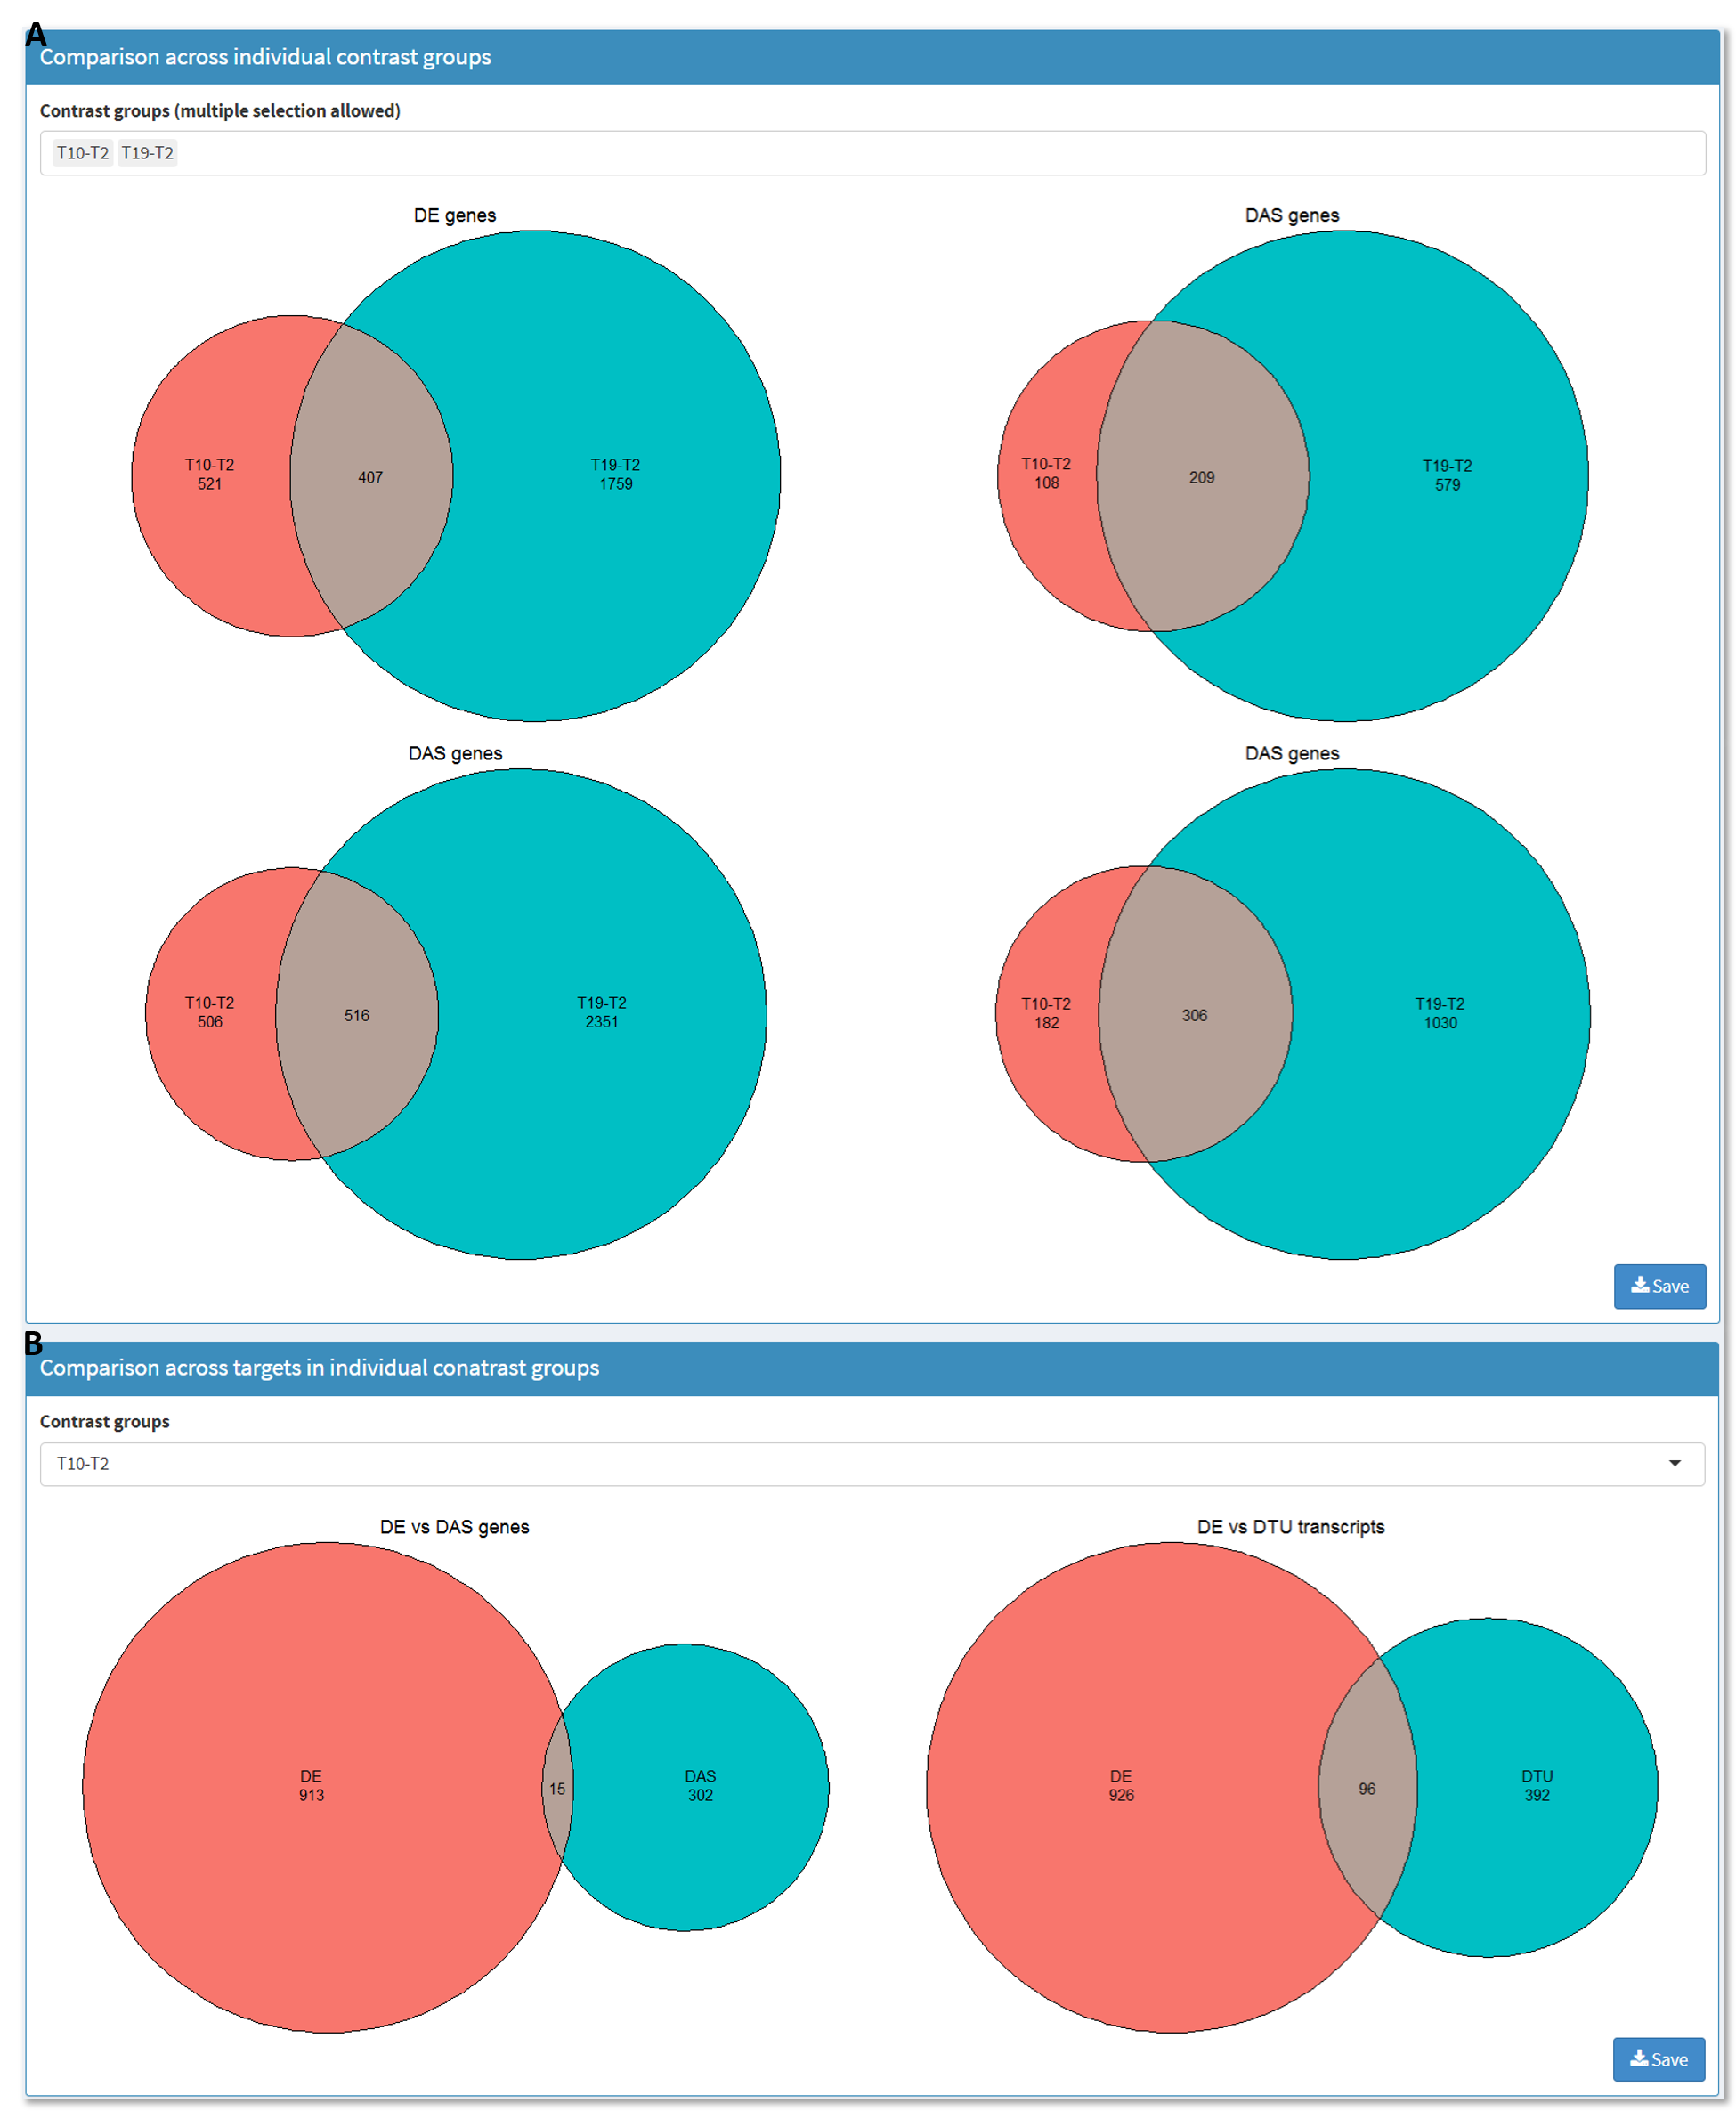 A
Comparison across individual contrast groups
Contrast groups (multiple selection allowed)
T10-T2 T19-T2
DE genes
T10-T2
521
407
T19-T2
1759
DAS genes
T10-T2
108
209
T19-T2
579
DAS genes
T10-T2
506
516
T19-T2
2351
DAS genes
T10-T2
182
306
T19-T2
1030
Save
B
Comparison across targets in individual conatrast groups
Contrast groups
T10-T2
DE vs DAS genes
DE
913
15
DAS
302
DE vs DTU transcripts
DE
926
96
DTU
392
Save